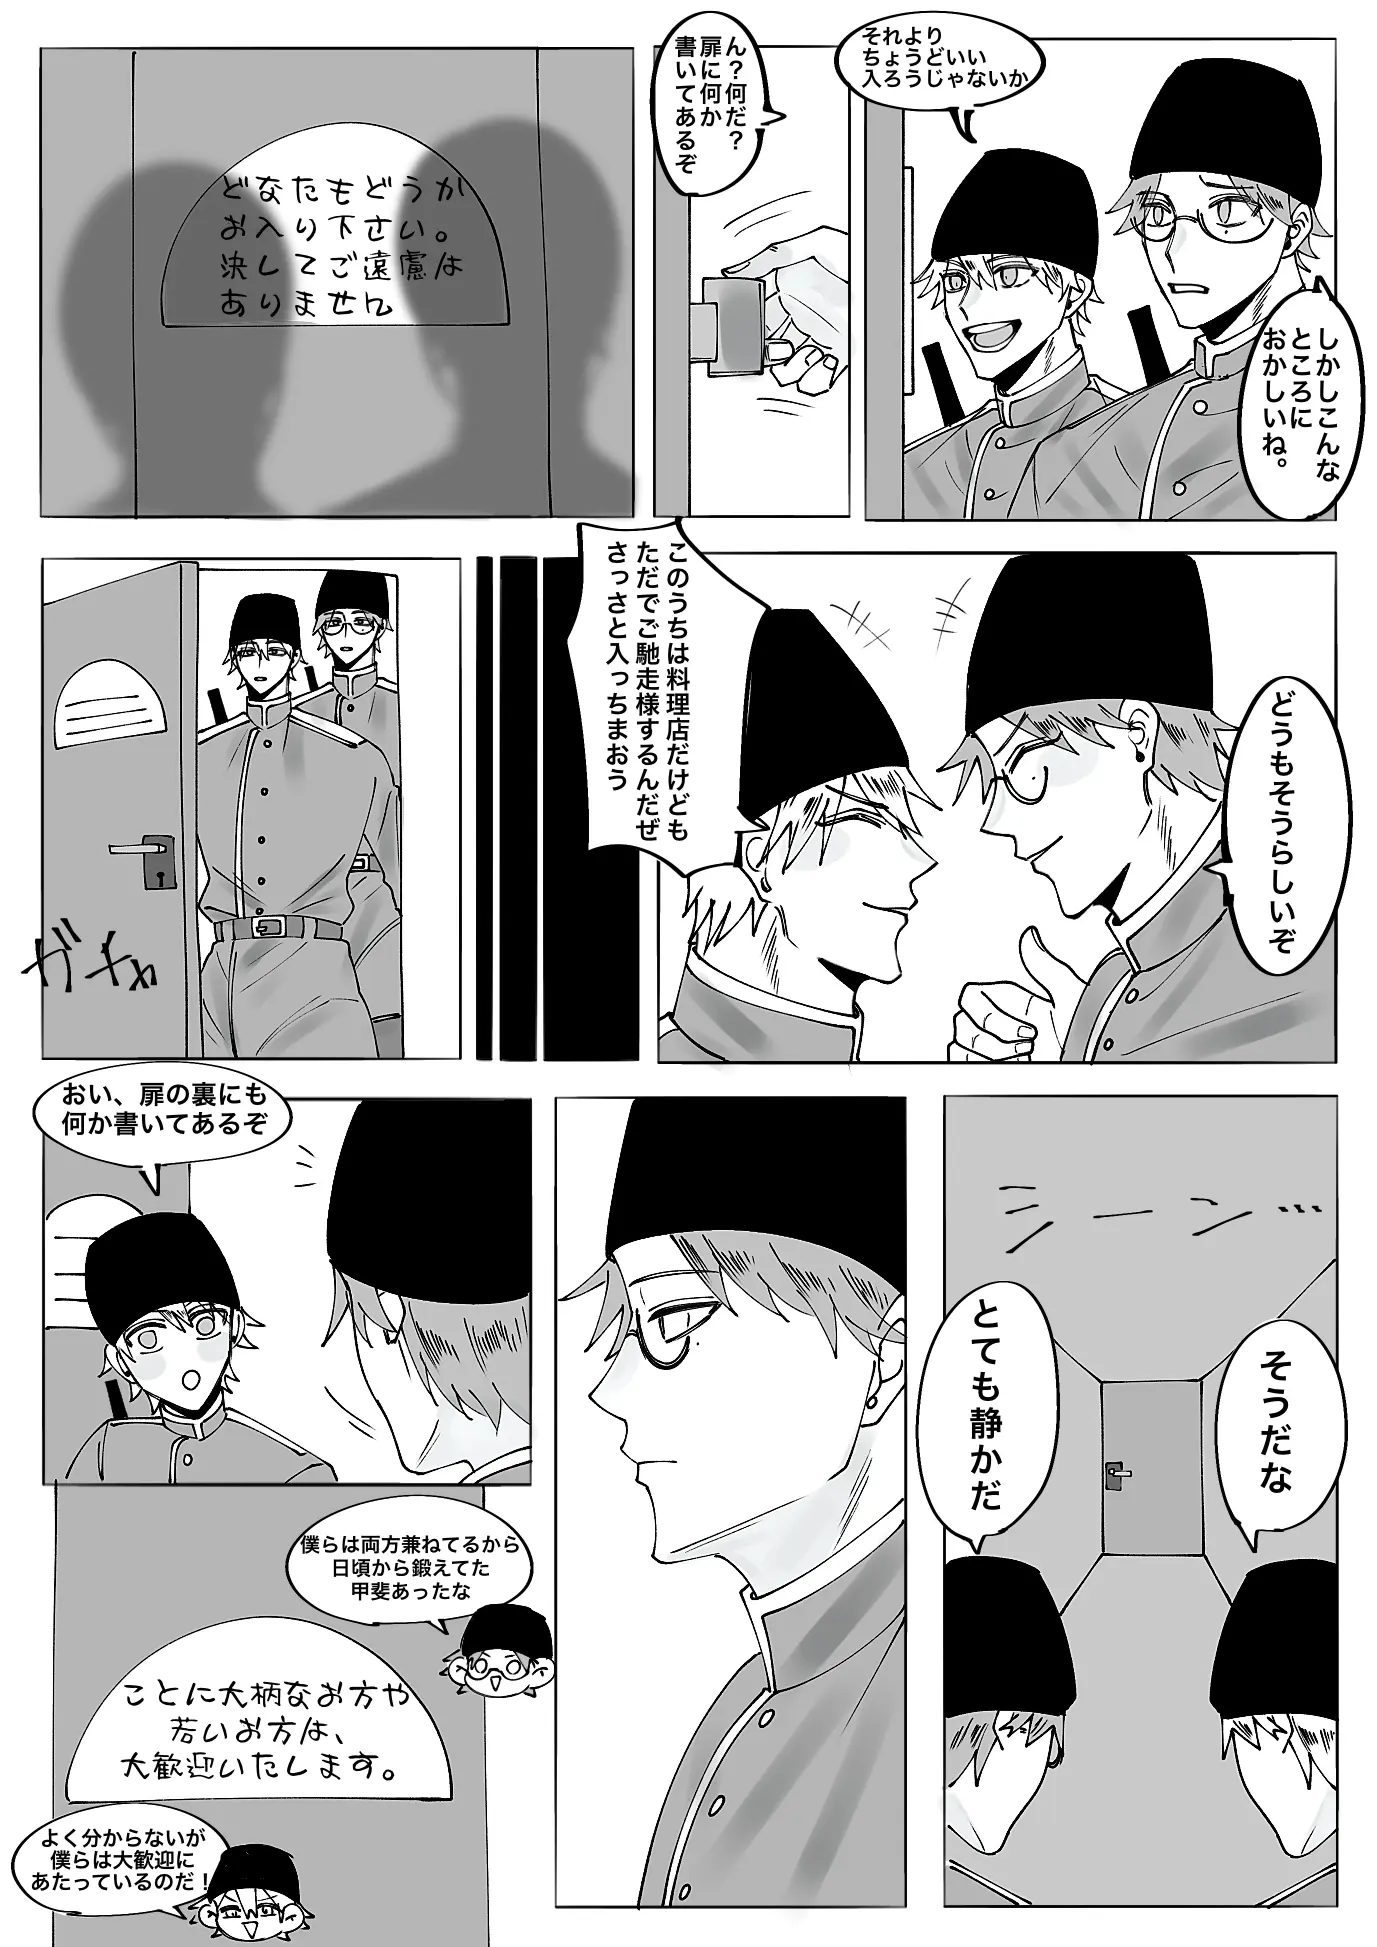 しかしこんな
ところに
おかしいね。
それより
ちょうどいい
入ろうじゃないか
ん？何だ？
扉に何か
書いてあるぞ
どなたもどうか
お入り下さい。
決してご遠慮は
ありません
どうもそうらしいぞ
このうちは料理店だけども
ただでご馳走様するんだぜ
さっさと入っちまおう
ガチャ
シーン…
そうだな
とても静かだ
おい、扉の裏にも
何か書いてあるぞ
僕らは両方兼ねてるから
日頃から鍛えてた
甲斐あったな
ことに大柄なお方や
若いお方は、
大歓迎いたします。
よく分からないが
僕らは大歓迎に
あたっているのだ！